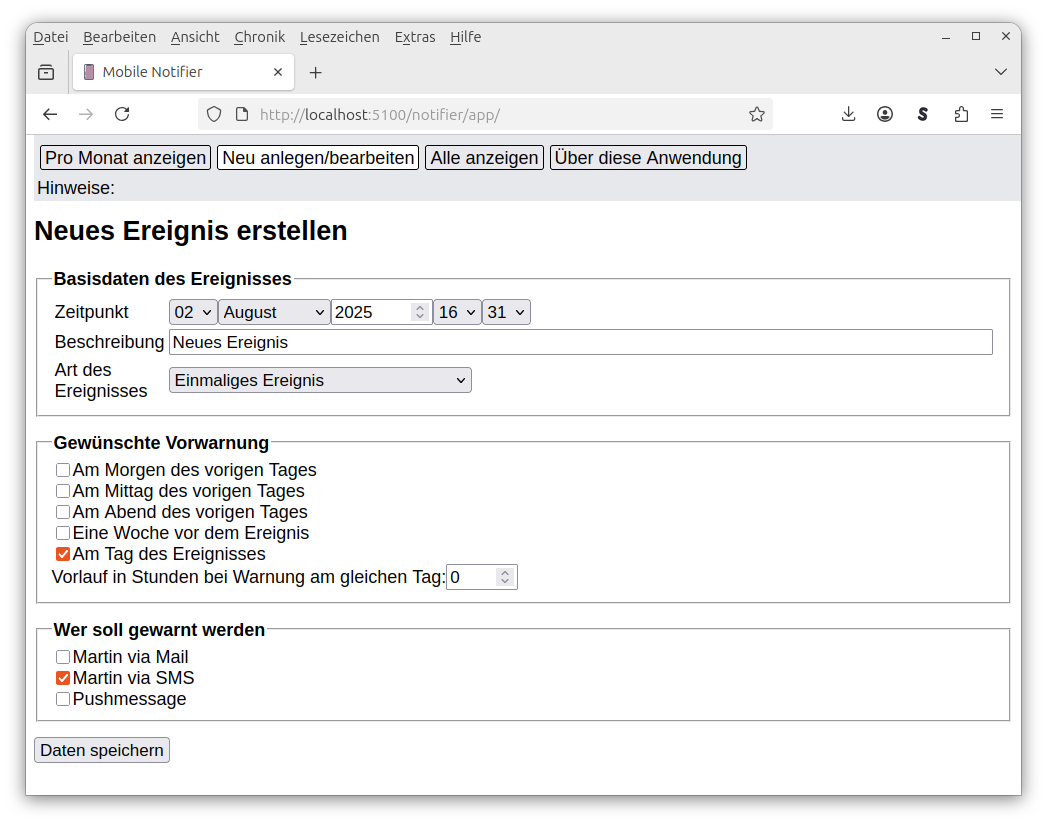 Datei Bearbeiten Ansicht Chronik Lesezeichen Extras Hilfe
Mobile Notifier
http://localhost:5100/notifier/app/
Pro Monat anzeigen Neu anlegen/bearbeiten Alle anzeigen Über diese Anwendung
Hinweise:
Neues Ereignis erstellen
Basisdaten des Ereignisses
Zeitpunkt 02 August 2025 16 31
Beschreibung Neues Ereignis
Art des
Ereignisses Einmaliges Ereignis
Gewünschte Vorwarnung
Am Morgen des vorigen Tages
Am Mittag des vorigen Tages
Am Abend des vorigen Tages
Eine Woche vor dem Ereignis
Am Tag des Ereignisses
Vorlauf in Stunden bei Warnung am gleichen Tag: 0
Wer soll gewarnt werden
Martin via Mail
Martin via SMS
Pushmessage
Daten speichern